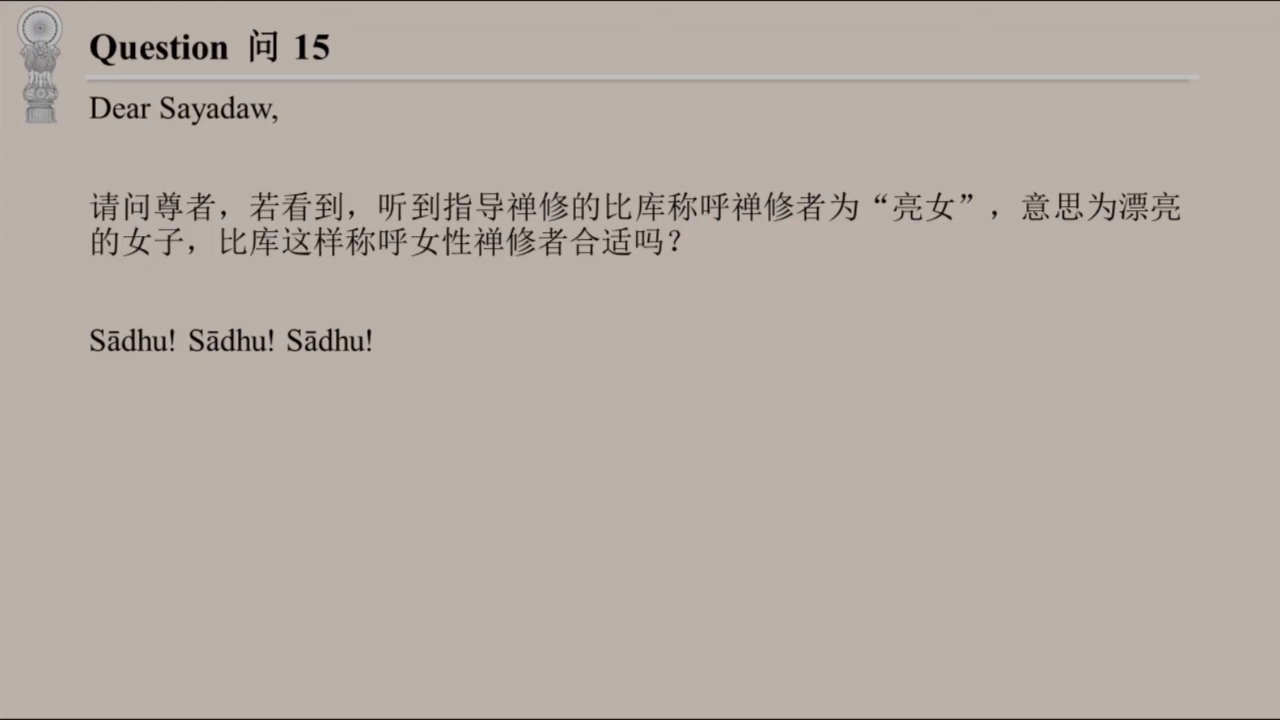 Question 问 15
Dear Sayadaw,
请问尊者，若看到，听到指导禅修的比库称呼禅修者为“亮女”，意思为漂亮
的女子，比库这样称呼女性禅修者合适吗？
Sādhu! Sādhu! Sādhu!